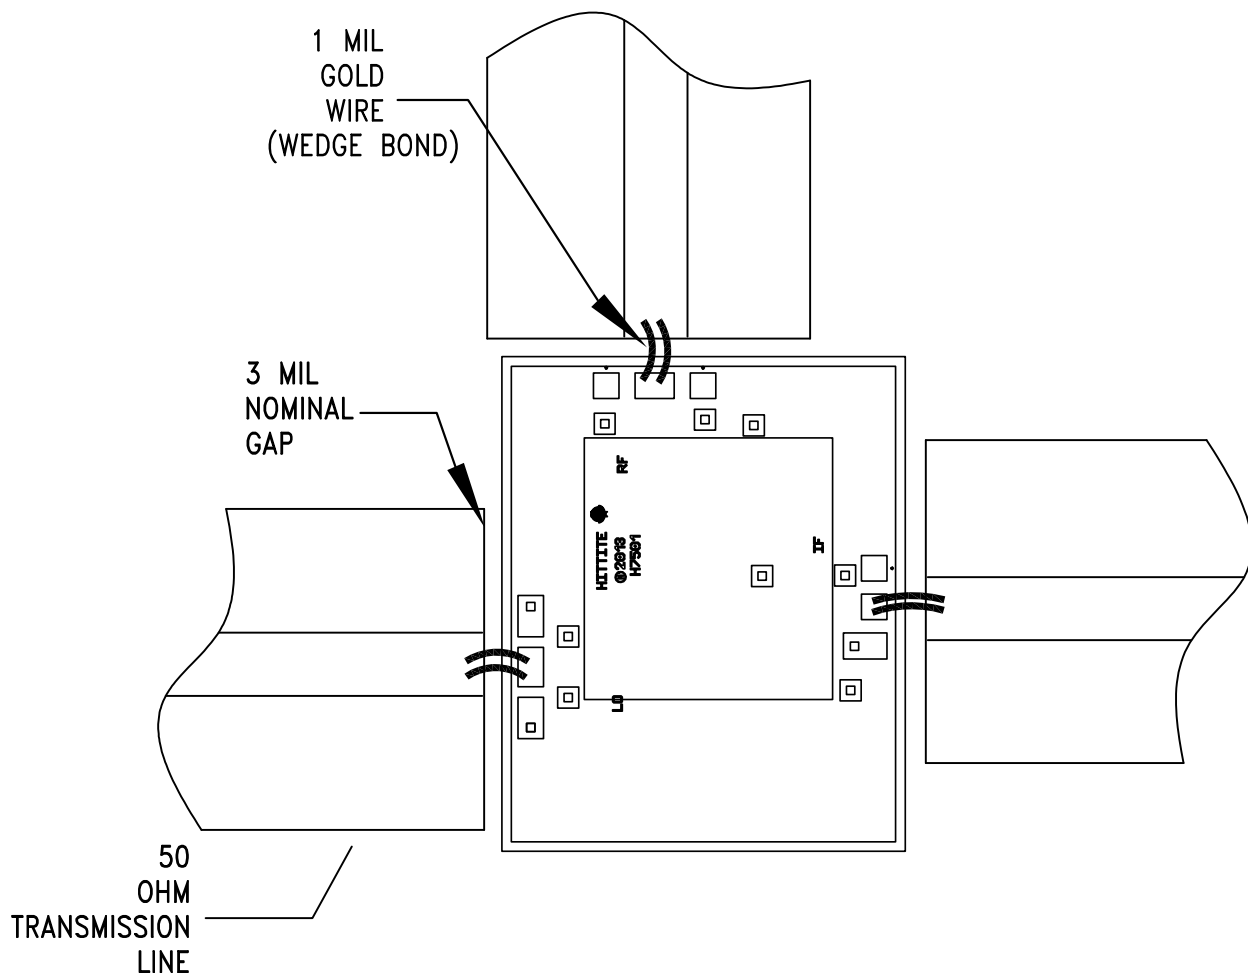 1 MIL
GOLD
WIRE
(WEDGE BOND)
3 MIL
NOMINAL
GAP
RF
HITTITE
©2013
H7501
IF
LO
50
OHM
TRANSMISSION
LINE